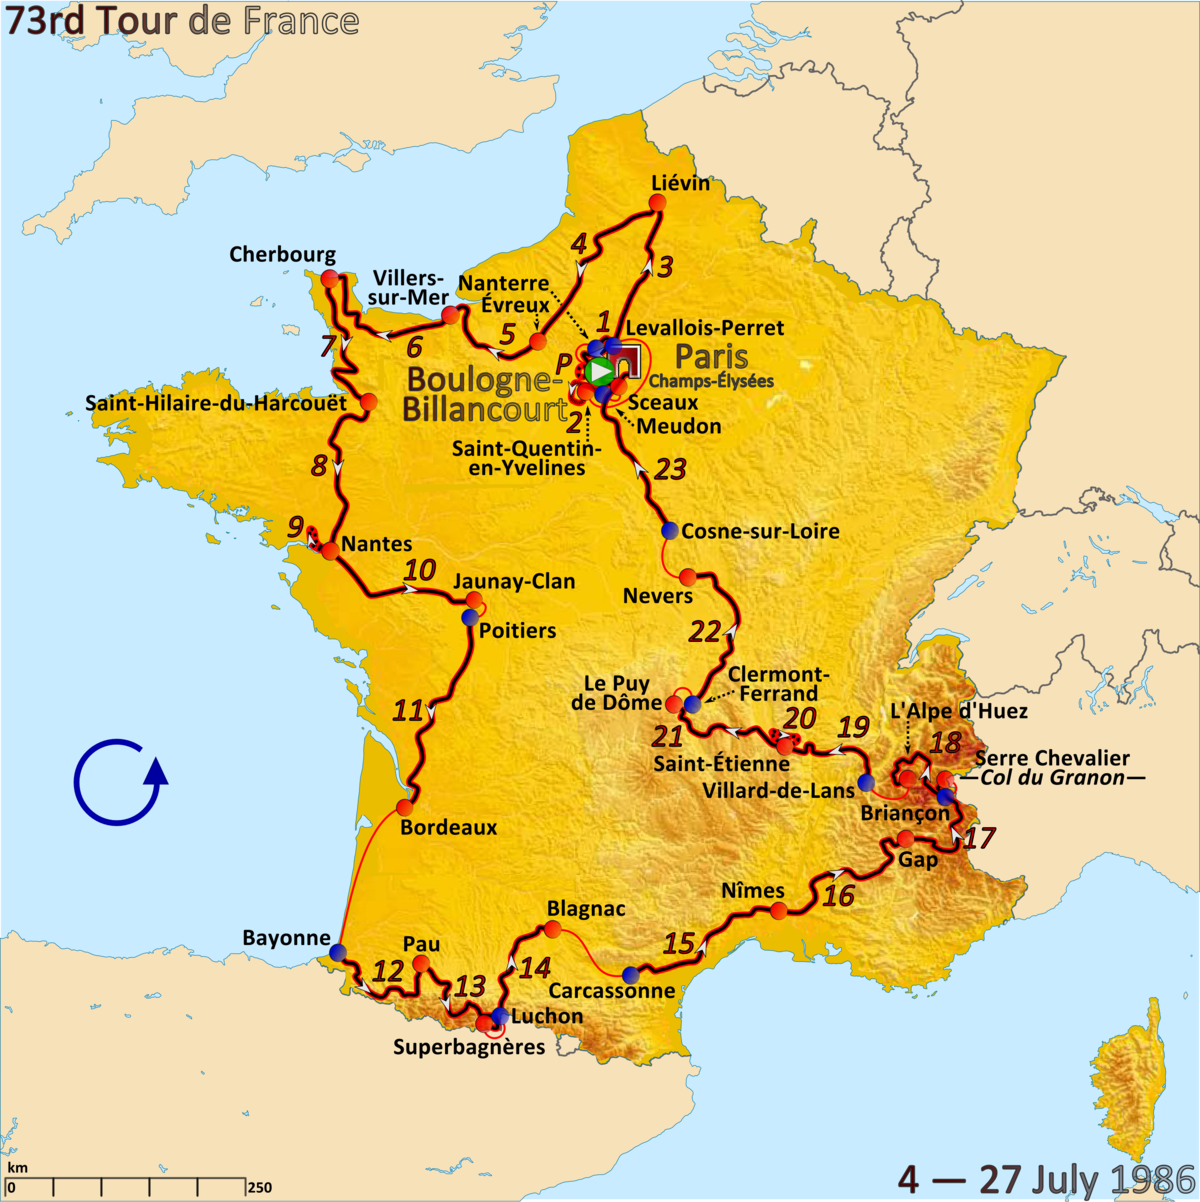 73rd Tour de France
Liévin
4
3
Cherbourg
Villers-
sur-Mer
Nanterre
Évreux
1
Levallois-Perret
5
6
7
P
Paris
Champs-Élysées
Boulogne-
Billancourt
2
Sceaux
Meudon
Saint-Hilaire-du-Harcouët
Saint-Quentin-
en-Yvelines
8
23
9
Nantes
Cosne-sur-Loire
10
Jaunay-Clan
Nevers
Poitiers
22
Le Puy
de Dôme
Clermont-
Ferrand
11
21
20
19
L'Alpe d'Huez
18
Saint-Étienne
Serre Chevalier
—Col du Granon—
Villard-de-Lans
Briançon
Bordeaux
17
Gap
Nîmes
16
Blagnac
Bayonne
Pau
15
12
14
13
Carcassonne
Luchon
Superbagnères
km
0
250
4 — 27 July 1986